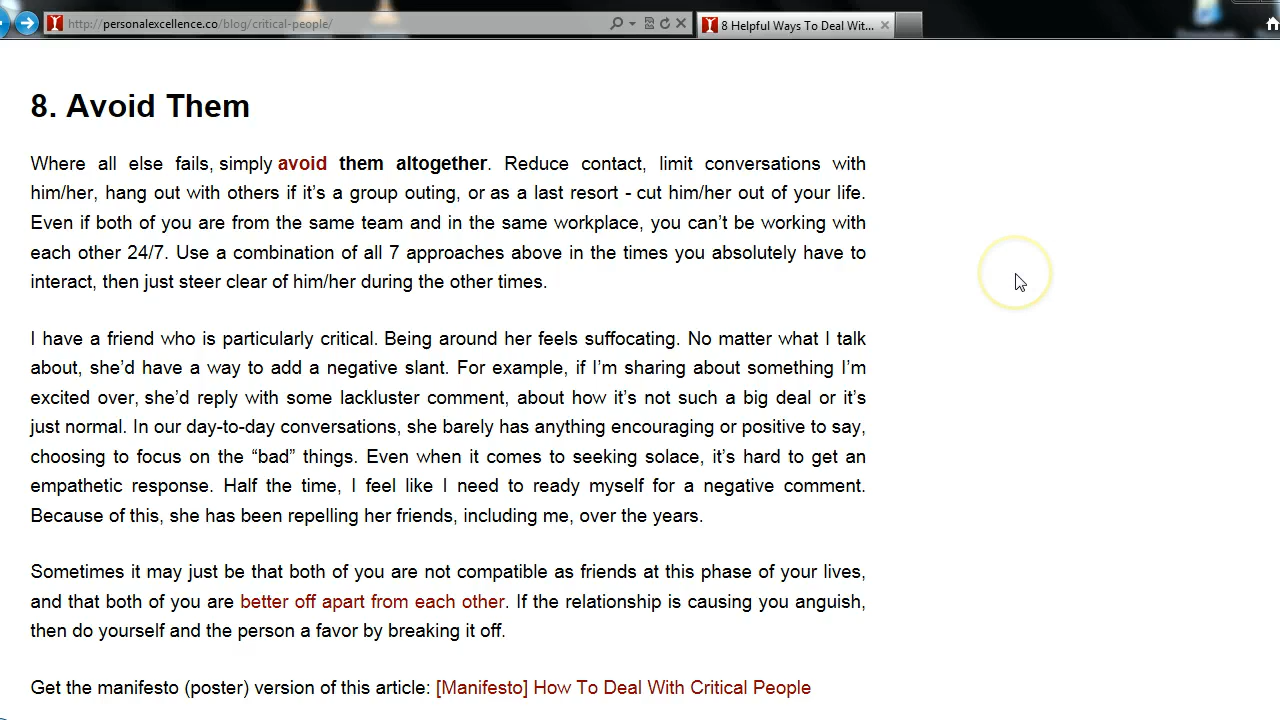 http://personalexcellence.co/blog/critical-people/
8 Helpful Ways To Deal Wit...
8. Avoid Them
Where all else fails, simply avoid them altogether. Reduce contact, limit conversations with
him/her, hang out with others if it’s a group outing, or as a last resort - cut him/her out of your life.
Even if both of you are from the same team and in the same workplace, you can’t be working with
each other 24/7. Use a combination of all 7 approaches above in the times you absolutely have to
interact, then just steer clear of him/her during the other times.
I have a friend who is particularly critical. Being around her feels suffocating. No matter what I talk
about, she’d have a way to add a negative slant. For example, if I’m sharing about something I’m
excited over, she’d reply with some lackluster comment, about how it’s not such a big deal or it’s
just normal. In our day-to-day conversations, she barely has anything encouraging or positive to say,
choosing to focus on the “bad” things. Even when it comes to seeking solace, it’s hard to get an
empathetic response. Half the time, I feel like I need to ready myself for a negative comment.
Because of this, she has been repelling her friends, including me, over the years.
Sometimes it may just be that both of you are not compatible as friends at this phase of your lives,
and that both of you are better off apart from each other. If the relationship is causing you anguish,
then do yourself and the person a favor by breaking it off.
Get the manifesto (poster) version of this article: [Manifesto] How To Deal With Critical People